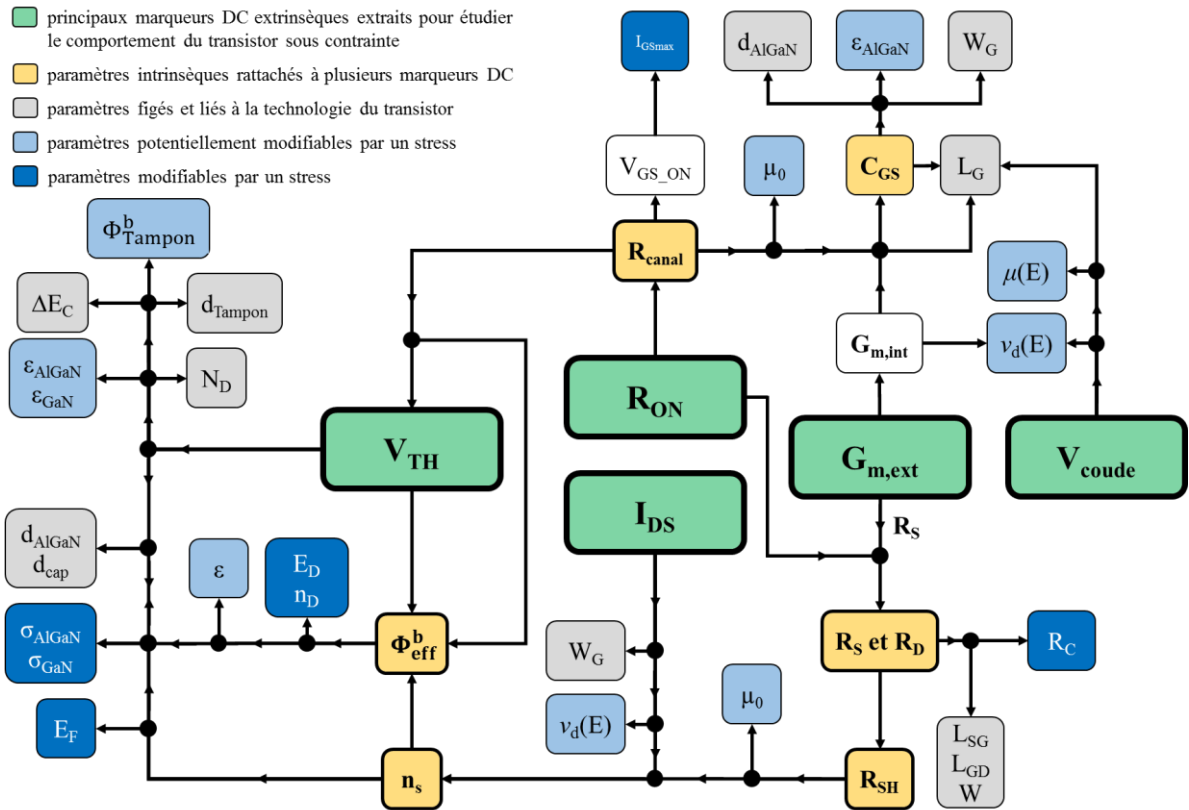 principaux marqueurs DC extrinsèques extraits pour étudier
le comportement du transistor sous contrainte
paramètres intrinsèques rattachés à plusieurs marqueurs DC
paramètres figés et liés à la technologie du transistor
paramètres potentiellement modifiables par un stress
paramètres modifiables par un stress
I_GSmax
d_AlGaN
ε_AlGaN
W_G
V_GS_ON
μ_0
C_GS
L_G
Φ^b_Tampon
R_canal
μ(E)
ΔE_C
d_Tampon
G_m,int
v_d(E)
ε_AlGaN
ε_GaN
N_D
R_ON
V_TH
G_m,ext
V_coude
I_DS
R_S
d_AlGaN
d_cap
ε
E_D
n_D
σ_AlGaN
σ_GaN
Φ^b_eff
W_G
R_S et R_D
R_C
E_F
v_d(E)
μ_0
L_SG
L_GD
W
n_s
R_SH